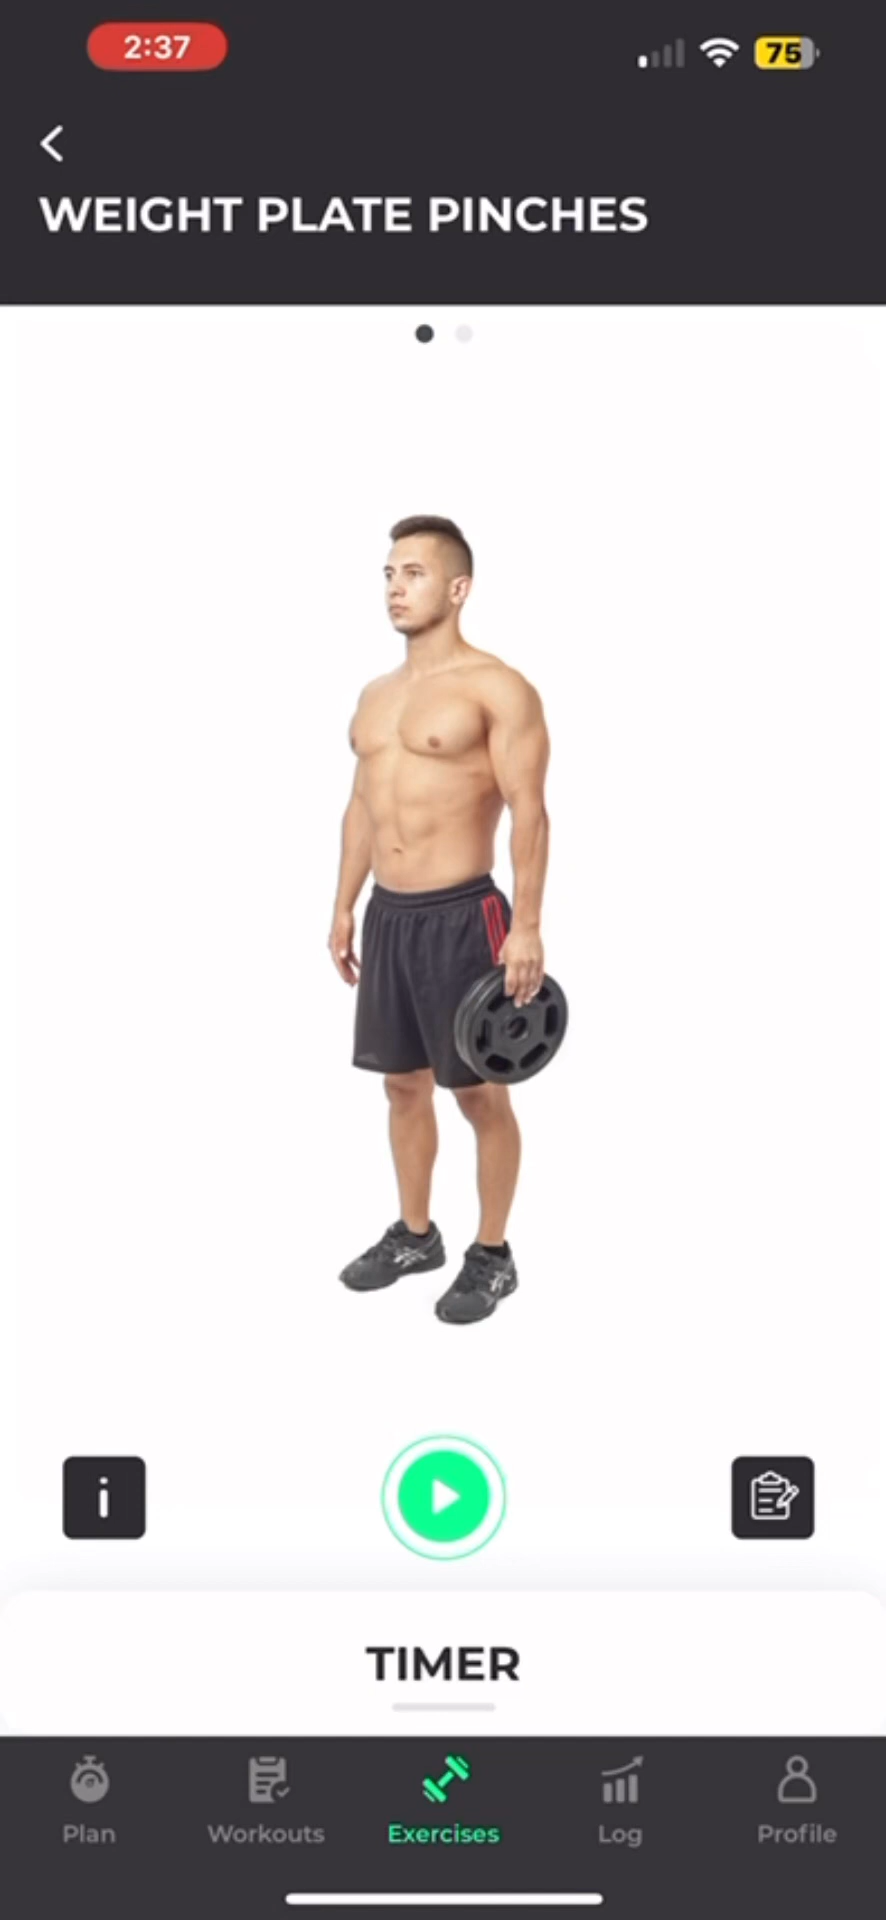 2:37
75
WEIGHT PLATE PINCHES
i
TIMER
Plan
Workouts
Exercises
Log
Profile